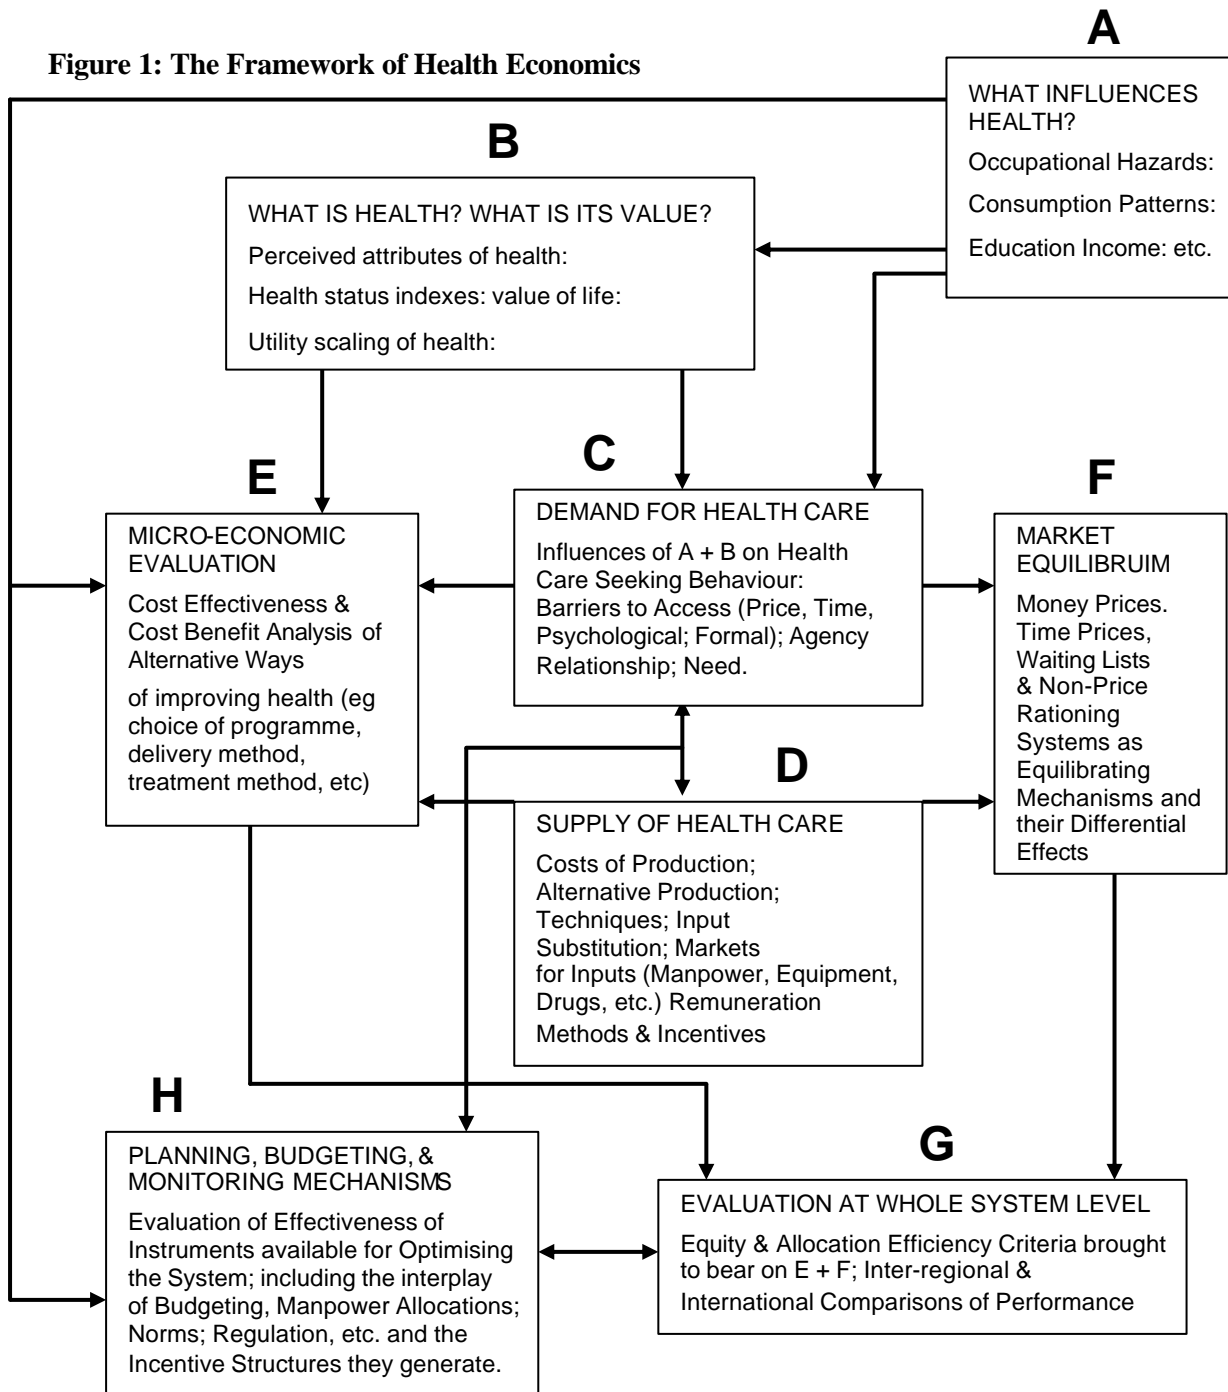 A
Figure 1: The Framework of Health Economics
WHAT INFLUENCES
HEALTH?
Occupational Hazards:
Consumption Patterns:
Education Income: etc.
B
WHAT IS HEALTH? WHAT IS ITS VALUE?
Perceived attributes of health:
Health status indexes: value of life:
Utility scaling of health:
E
MICRO-ECONOMIC
EVALUATION
Cost Effectiveness &
Cost Benefit Analysis of
Alternative Ways
of improving health (eg
choice of programme,
delivery method,
treatment method, etc)
C
DEMAND FOR HEALTH CARE
Influences of A + B on Health
Care Seeking Behaviour:
Barriers to Access (Price, Time,
Psychological; Formal); Agency
Relationship; Need.
F
MARKET
EQUILIBRUIM
Money Prices.
Time Prices,
Waiting Lists
& Non-Price
Rationing
Systems as
Equilibrating
Mechanisms and
their Differential
Effects
D
SUPPLY OF HEALTH CARE
Costs of Production;
Alternative Production;
Techniques; Input
Substitution; Markets
for Inputs (Manpower, Equipment,
Drugs, etc.) Remuneration
Methods & Incentives
H
PLANNING, BUDGETING, &
MONITORING MECHANISMS
Evaluation of Effectiveness of
Instruments available for Optimising
the System; including the interplay
of Budgeting, Manpower Allocations;
Norms; Regulation, etc. and the
Incentive Structures they generate.
G
EVALUATION AT WHOLE SYSTEM LEVEL
Equity & Allocation Efficiency Criteria brought
to bear on E + F; Inter-regional &
International Comparisons of Performance